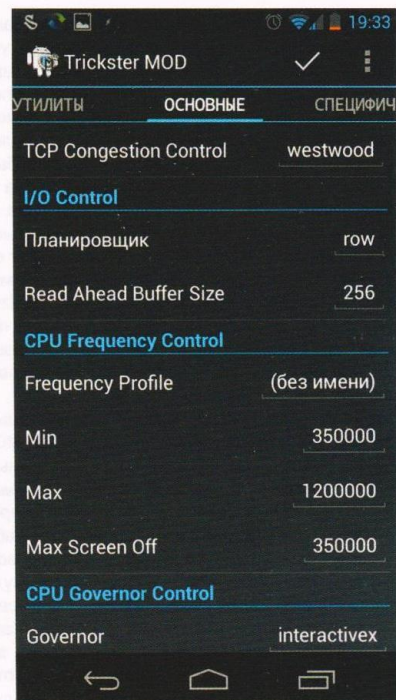 19:33
Trickster MOD
УТИЛИТЫ ОСНОВНЫЕ СПЕЦИФИЧ
TCP Congestion Control westwood
I/O Control
Планировщик row
Read Ahead Buffer Size 256
CPU Frequency Control
Frequency Profile (без имени)
Min 350000
Max 1200000
Max Screen Off 350000
CPU Governor Control
Governor interactivex